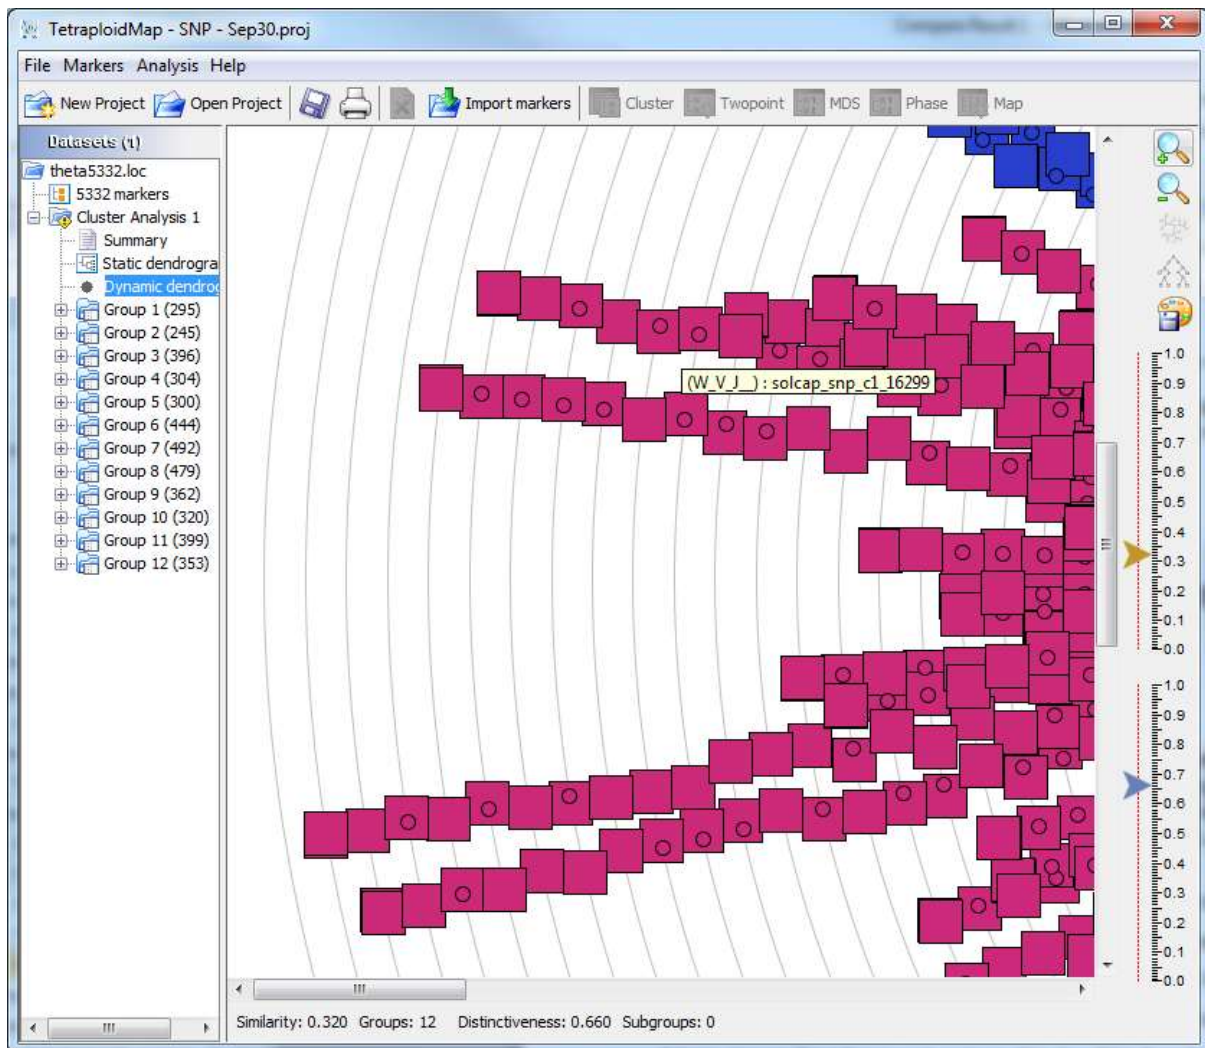 TetraploidMap - SNP - Sep30.proj
File Markers Analysis Help
New Project Open Project Import markers Cluster Twopoint MDS Phase Map
Datasets (1)
theta5332.loc
5332 markers
Cluster Analysis 1
Summary
Static dendrogra
Dynamic dendrog
Group 1 (295)
Group 2 (245)
Group 3 (396)
Group 4 (304)
Group 5 (300)
Group 6 (444)
Group 7 (492)
Group 8 (479)
Group 9 (362)
Group 10 (320)
Group 11 (399)
Group 12 (353)
(W_V_J__) : solcap_snp_c1_16299
1.0
0.9
0.8
0.7
0.6
0.5
0.4
0.3
0.2
0.1
0.0
1.0
0.9
0.8
0.7
0.6
0.5
0.4
0.3
0.2
0.1
0.0
Similarity: 0.320 Groups: 12 Distinctiveness: 0.660 Subgroups: 0